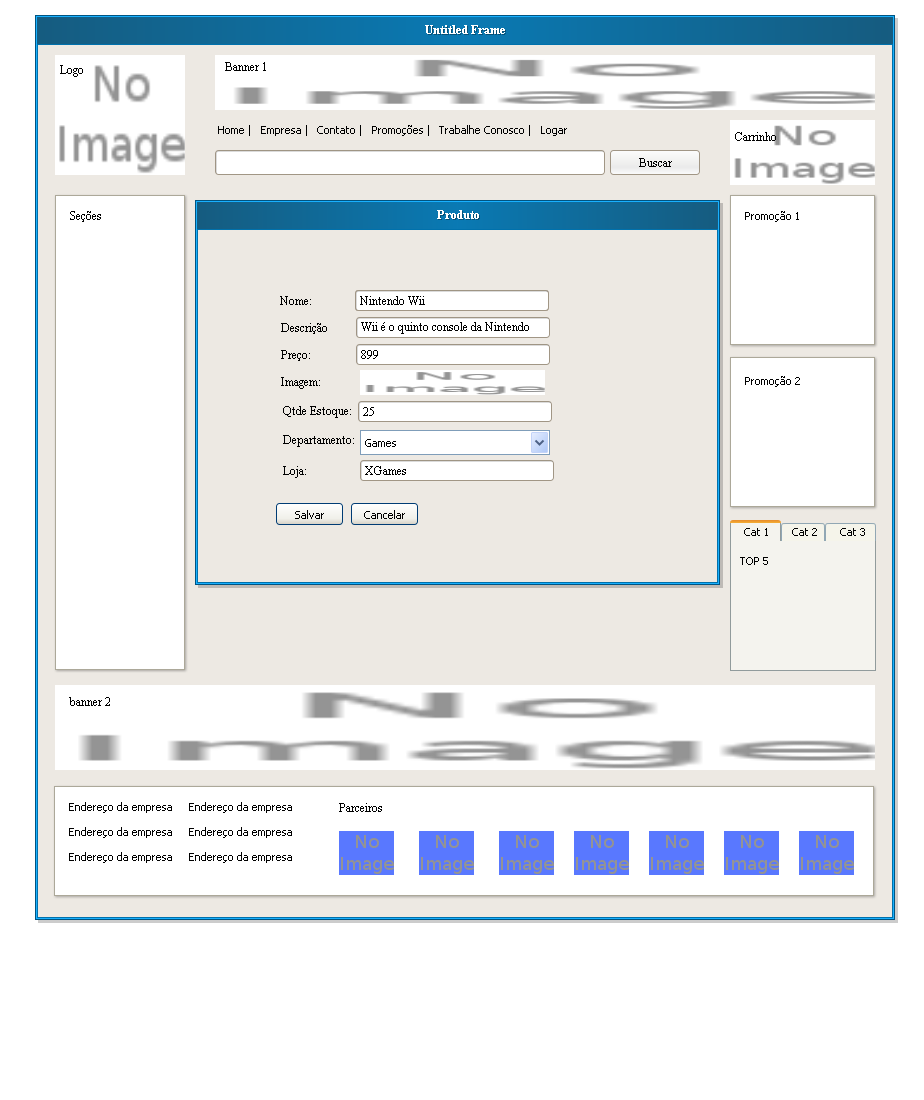 Untitled Frame
Logo
No
Image
Banner 1
No
Image
Home | Empresa | Contato | Promoções | Trabalhe Conosco | Logar
Buscar
Carrinho
No
Image
Seções
Produto
Nome: Nintendo Wii
Descrição Wii é o quinto console da Nintendo
Preço: 899
Imagem: No
Image
Qtde Estoque: 25
Departamento: Games
Loja: XGames
Salvar Cancelar
Promoção 1
Promoção 2
Cat 1 Cat 2 Cat 3
TOP 5
banner 2
No
Image
Endereço da empresa Endereço da empresa
Endereço da empresa Endereço da empresa
Endereço da empresa Endereço da empresa
Parceiros
No No No No No No No
Image Image Image Image Image Image Image